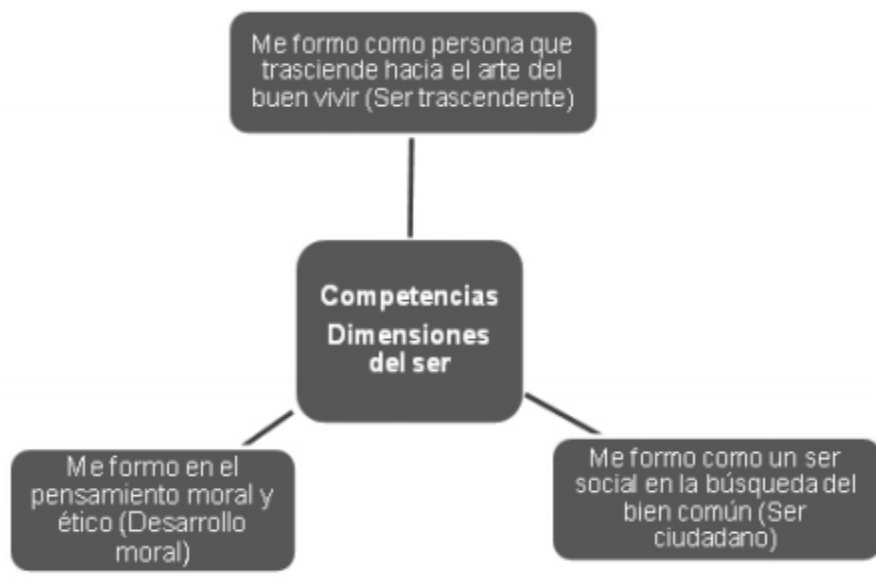 Me formo como persona que
trasciende hacia el arte del
buen vivir (Ser trascendente)
Competencias
Dimensiones
del ser
Me formo en el
pensamiento moral y
ético (Desarrollo
moral)
Me formo como un ser
social en la búsqueda del
bien común (Ser
ciudadano)